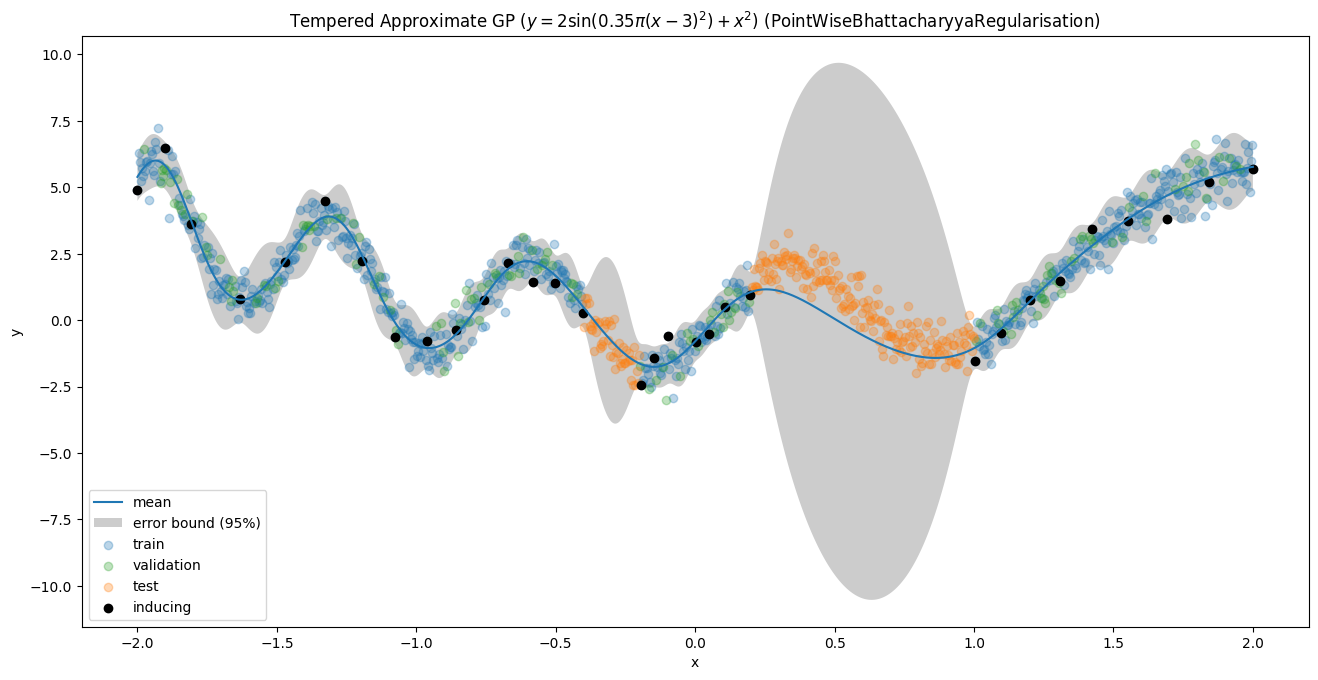 Tempered Approximate GP (y = 2sin(0.35π(x − 3)²) + x²) (PointWiseBhattacharyyaRegularisation)
10.0
7.5
5.0
2.5
0.0
−2.5
−5.0
−7.5
−10.0
y
mean
error bound (95%)
train
validation
test
inducing
−2.0 −1.5 −1.0 −0.5 0.0 0.5 1.0 1.5 2.0
x